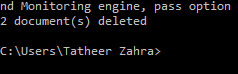 nd Monitoring engine, pass option
2 document(s) deleted
C:\Users\Tatheer Zahra>